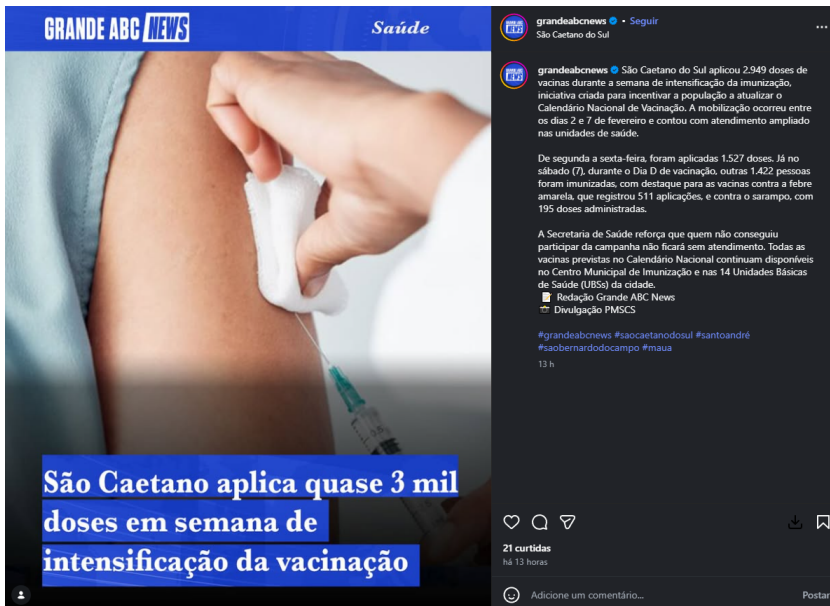 GRANDE ABC NEWS
Saúde
São Caetano aplica quase 3 mil
doses em semana de
intensificação da vacinação
grandeabcnews • Seguir
São Caetano do Sul
grandeabcnews São Caetano do Sul aplicou 2.949 doses de
vacinas durante a semana de intensificação da imunização,
iniciativa criada para incentivar a população a atualizar o
Calendário Nacional de Vacinação. A mobilização ocorreu entre
os dias 2 e 7 de fevereiro e contou com atendimento ampliado
nas unidades de saúde.
De segunda a sexta-feira, foram aplicadas 1.527 doses. Já no
sábado (7), durante o Dia D de vacinação, outras 1.422 pessoas
foram imunizadas, com destaque para as vacinas contra a febre
amarela, que registrou 511 aplicações, e contra o sarampo, com
195 doses administradas.
A Secretaria de Saúde reforça que quem não conseguiu
participar da campanha não ficará sem atendimento. Todas as
vacinas previstas no Calendário Nacional continuam disponíveis
no Centro Municipal de Imunização e nas 14 Unidades Básicas
de Saúde (UBSs) da cidade.
Redação Grande ABC News
Divulgação PMSCS
#grandeabcnews #saocaetanodosul #santoandré
#saobernardodocampo #maua
13 h
21 curtidas
há 13 horas
Adicione um comentário...
Postar